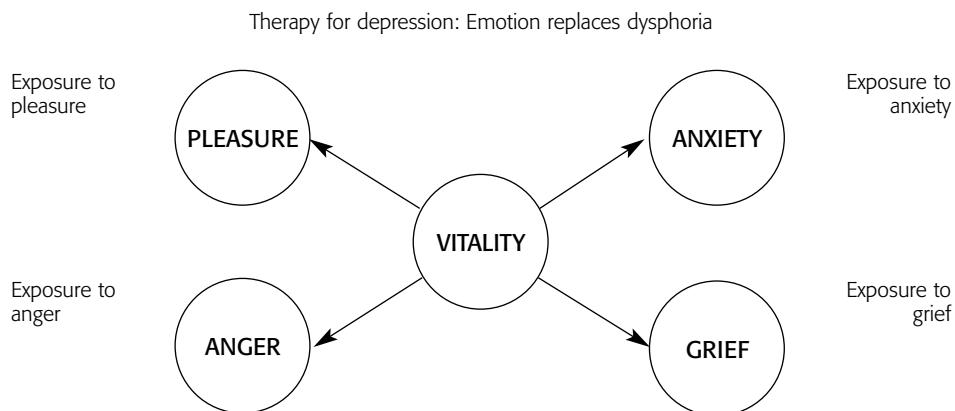 Therapy for depression: Emotion replaces dysphoria
Exposure to
pleasure
PLEASURE
ANXIETY
Exposure to
anxiety
VITALITY
Exposure to
anger
ANGER
GRIEF
Exposure to
grief